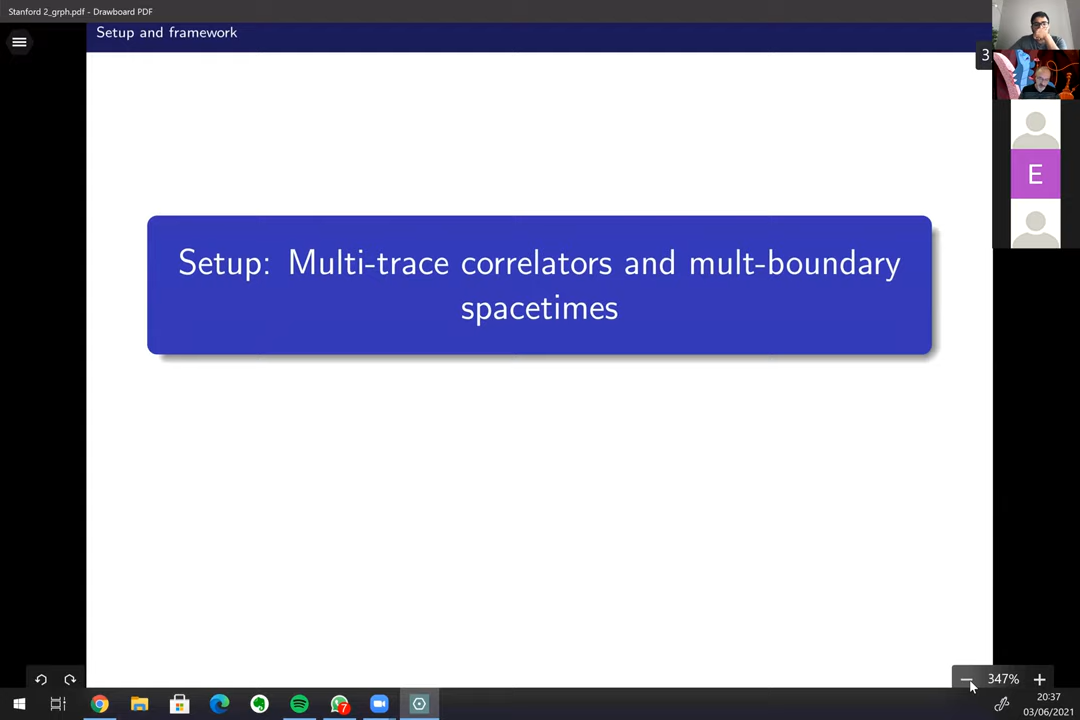 Stanford 2_grph.pdf - Drawboard PDF
Setup and framework
3
Setup: Multi-trace correlators and mult-boundary
spacetimes
E
347%
7
20:37
03/06/2021